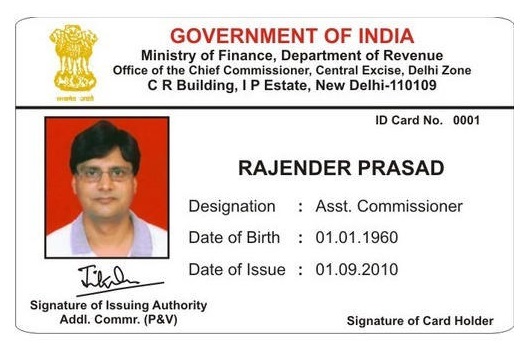 GOVERNMENT OF INDIA
Ministry of Finance, Department of Revenue
Office of the Chief Commissioner, Central Excise, Delhi Zone
C R Building, I P Estate, New Delhi-110109
सत्यमेव जयते
ID Card No. 0001
RAJENDER PRASAD
Designation : Asst. Commissioner
Date of Birth : 01.01.1960
Date of Issue : 01.09.2010
Signature of Issuing Authority
Addl. Commr. (P&V)
Signature of Card Holder